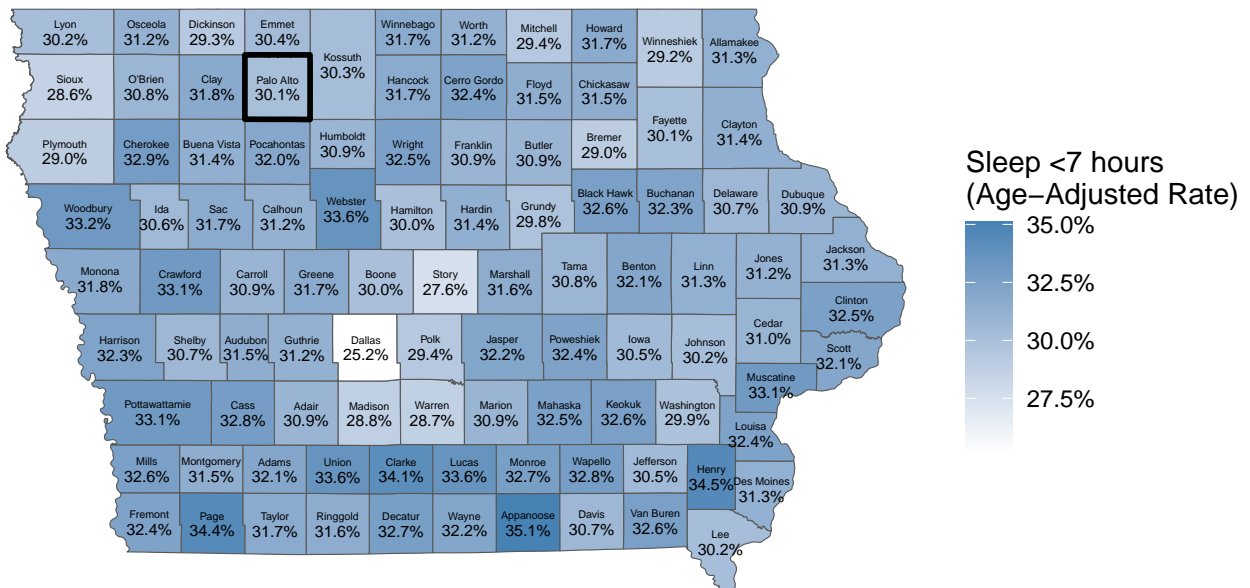 Lyon
30.2%
Osceola
31.2%
Dickinson
29.3%
Emmet
30.4%
Kossuth
30.3%
Winnebago
31.7%
Worth
31.2%
Mitchell
29.4%
Howard
31.7%
Winneshiek
29.2%
Allamakee
31.3%
Sioux
28.6%
O'Brien
30.8%
Clay
31.8%
Palo Alto
30.1%
Hancock
31.7%
Cerro Gordo
32.4%
Floyd
31.5%
Chickasaw
31.5%
Fayette
30.1%
Clayton
31.4%
Plymouth
29.0%
Cherokee
32.9%
Buena Vista
31.4%
Pocahontas
32.0%
Humboldt
30.9%
Wright
32.5%
Franklin
30.9%
Butler
30.9%
Bremer
29.0%
Woodbury
33.2%
Ida
30.6%
Sac
31.7%
Calhoun
31.2%
Webster
33.6%
Hamilton
30.0%
Hardin
31.4%
Grundy
29.8%
Black Hawk
32.6%
Buchanan
32.3%
Delaware
30.7%
Dubuque
30.9%
Monona
31.8%
Crawford
33.1%
Carroll
30.9%
Greene
31.7%
Boone
30.0%
Story
27.6%
Marshall
31.6%
Tama
30.8%
Benton
32.1%
Linn
31.3%
Jones
31.2%
Jackson
31.3%
Clinton
32.5%
Harrison
32.3%
Shelby
30.7%
Audubon
31.5%
Guthrie
31.2%
Dallas
25.2%
Polk
29.4%
Jasper
32.2%
Poweshiek
32.4%
Iowa
30.5%
Johnson
30.2%
Cedar
31.0%
Scott
32.1%
Muscatine
33.1%
Pottawattamie
33.1%
Cass
32.8%
Adair
30.9%
Madison
28.8%
Warren
28.7%
Marion
30.9%
Mahaska
32.5%
Keokuk
32.6%
Washington
29.9%
Louisa
32.4%
Mills
32.6%
Montgomery
31.5%
Adams
32.1%
Union
33.6%
Clarke
34.1%
Lucas
33.6%
Monroe
32.7%
Wapello
32.8%
Jefferson
30.5%
Henry
34.5%
Des Moines
31.3%
Fremont
32.4%
Page
34.4%
Taylor
31.7%
Ringgold
31.6%
Decatur
32.7%
Wayne
32.2%
Appanoose
35.1%
Davis
30.7%
Van Buren
32.6%
Lee
30.2%
Sleep <7 hours
(Age−Adjusted Rate)
35.0%
32.5%
30.0%
27.5%